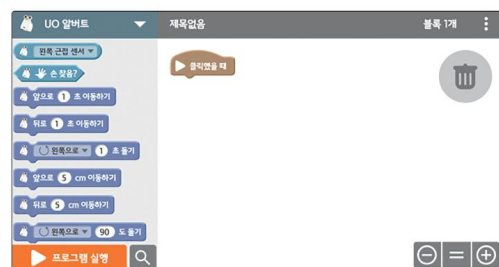 UO 알버트
제목없음
블록 1개
왼쪽 근접 센서
손 찾음?
클릭했을 때
앞으로 1 초 이동하기
뒤로 1 초 이동하기
왼쪽으로 1 초 돌기
앞으로 5 cm 이동하기
뒤로 5 cm 이동하기
왼쪽으로 90 도 돌기
프로그램 실행